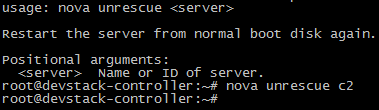 usage: nova unrescue <server>
Restart the server from normal boot disk again.
Positional arguments:
<server>  Name or ID of server.
root@devstack-controller:~# nova unrescue c2
root@devstack-controller:~#